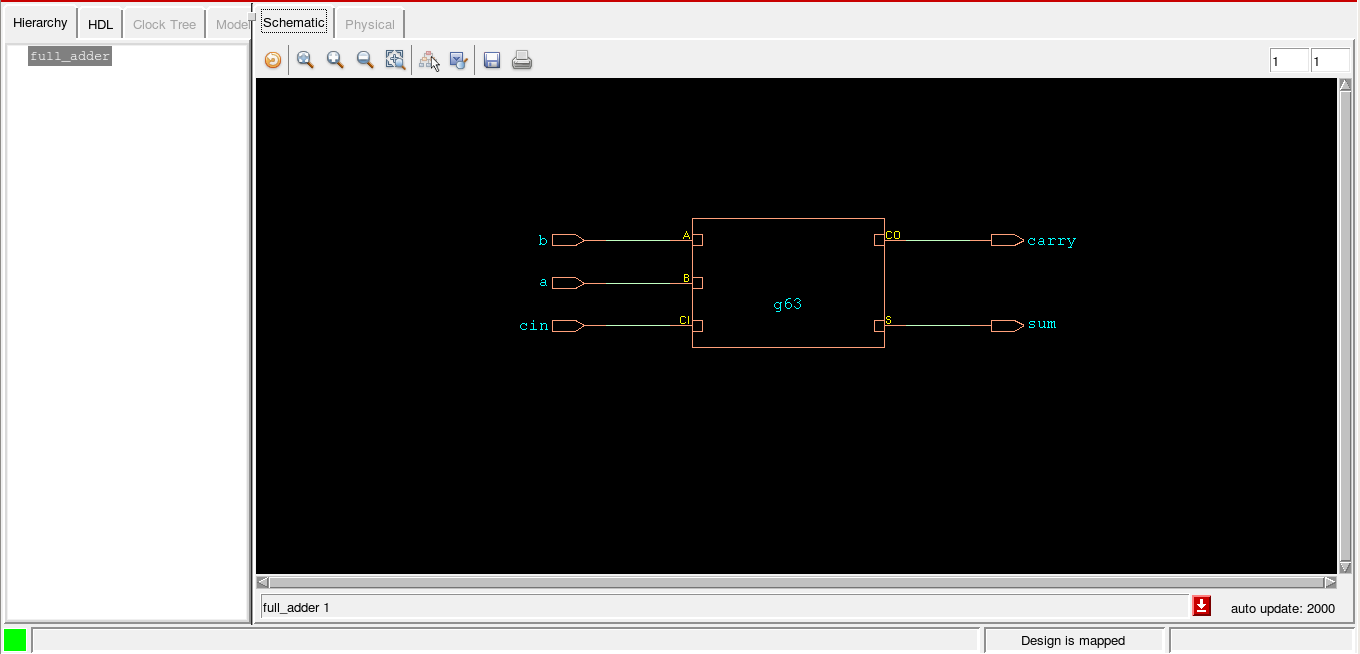 Hierarchy HDL Clock Tree Model Schematic Physical
full_adder
1 1
b A CO carry
a B
g63
cin CI S sum
full_adder 1
auto update: 2000
Design is mapped